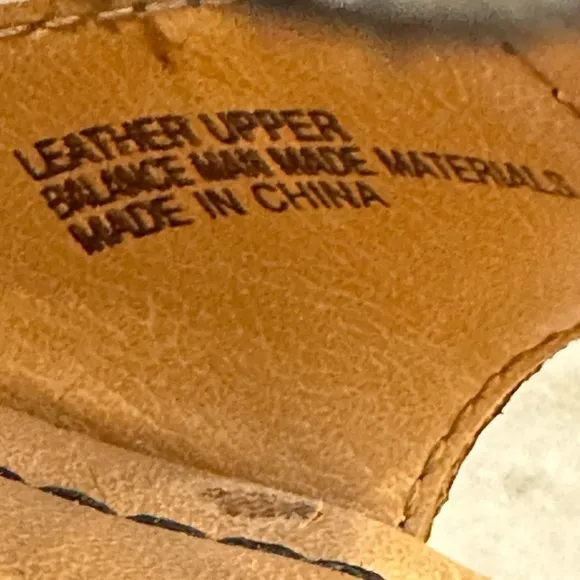 LEATHER UPPER
BALANCE MAN MADE MATERIALS
MADE IN CHINA